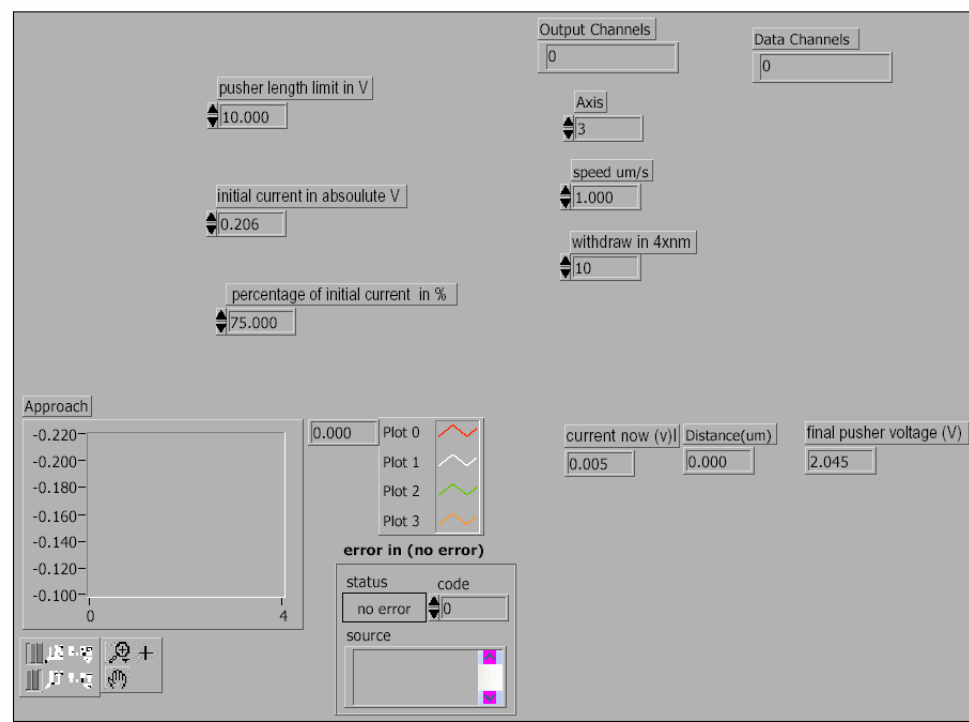 Output Channels
0
Data Channels
0
pusher length limit in V
10.000
Axis
3
speed um/s
1.000
initial current in absoulute V
0.206
withdraw in 4xnm
10
percentage of initial current in %
75.000
Approach
-0.220
-0.200
-0.180
-0.160
-0.140
-0.120
-0.100
0 4
0.000
Plot 0
Plot 1
Plot 2
Plot 3
current now (v)I
0.005
Distance(um)
0.000
final pusher voltage (V)
2.045
error in (no error)
status
no error
code
0
source